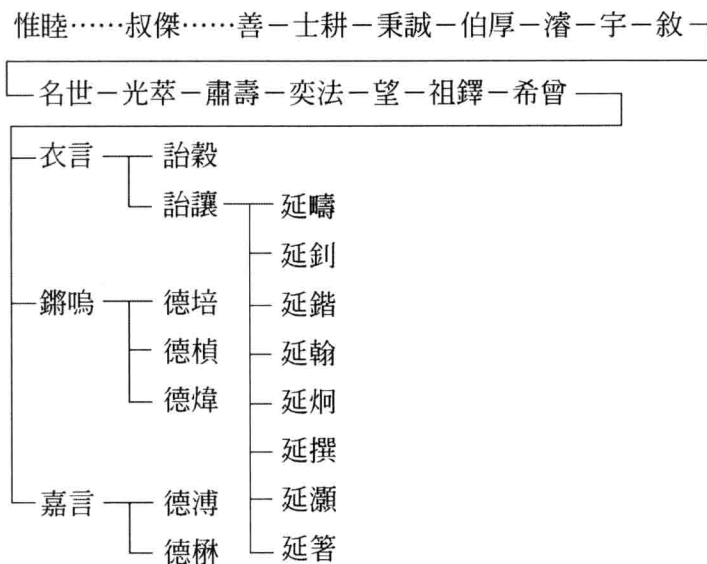 惟睦……叔傑……善－士耕－秉誠－伯厚－濬－宇－敘
名世－光萃－肅壽－奕法－望－祖鐸－希曾
衣言 詒穀
詒讓 延疇
延釗
延鍇
鏘鳴 德培 延翰
德楨 延炯
德煒 延撰
嘉言 德溥 延灝
延箸